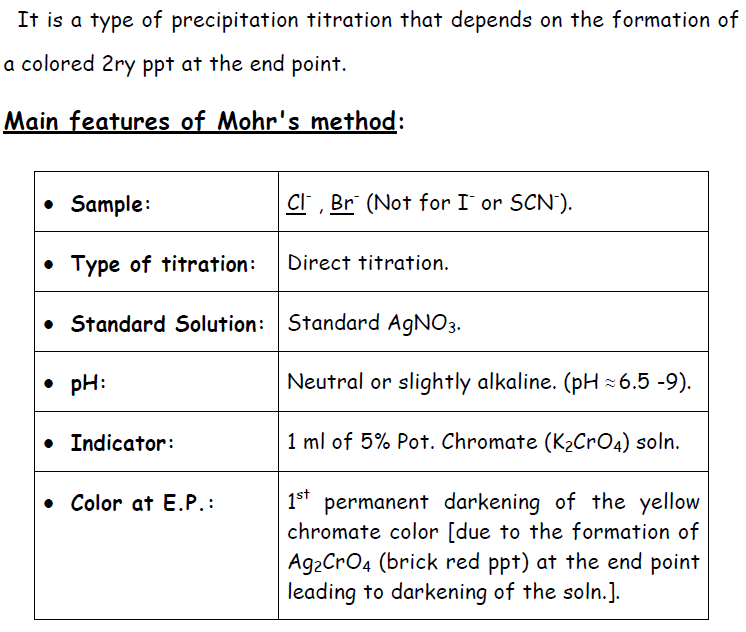 It is a type of precipitation titration that depends on the formation of
a colored 2ry ppt at the end point.
Main features of Mohr's method:
• Sample:
Cl⁻ , Br⁻ (Not for I⁻ or SCN⁻).
• Type of titration:
Direct titration.
• Standard Solution:
Standard AgNO₃.
• pH:
Neutral or slightly alkaline. (pH ≈ 6.5 -9).
• Indicator:
1 ml of 5% Pot. Chromate (K₂CrO₄) soln.
• Color at E.P.:
1ˢᵗ permanent darkening of the yellow
chromate color [due to the formation of
Ag₂CrO₄ (brick red ppt) at the end point
leading to darkening of the soln.].